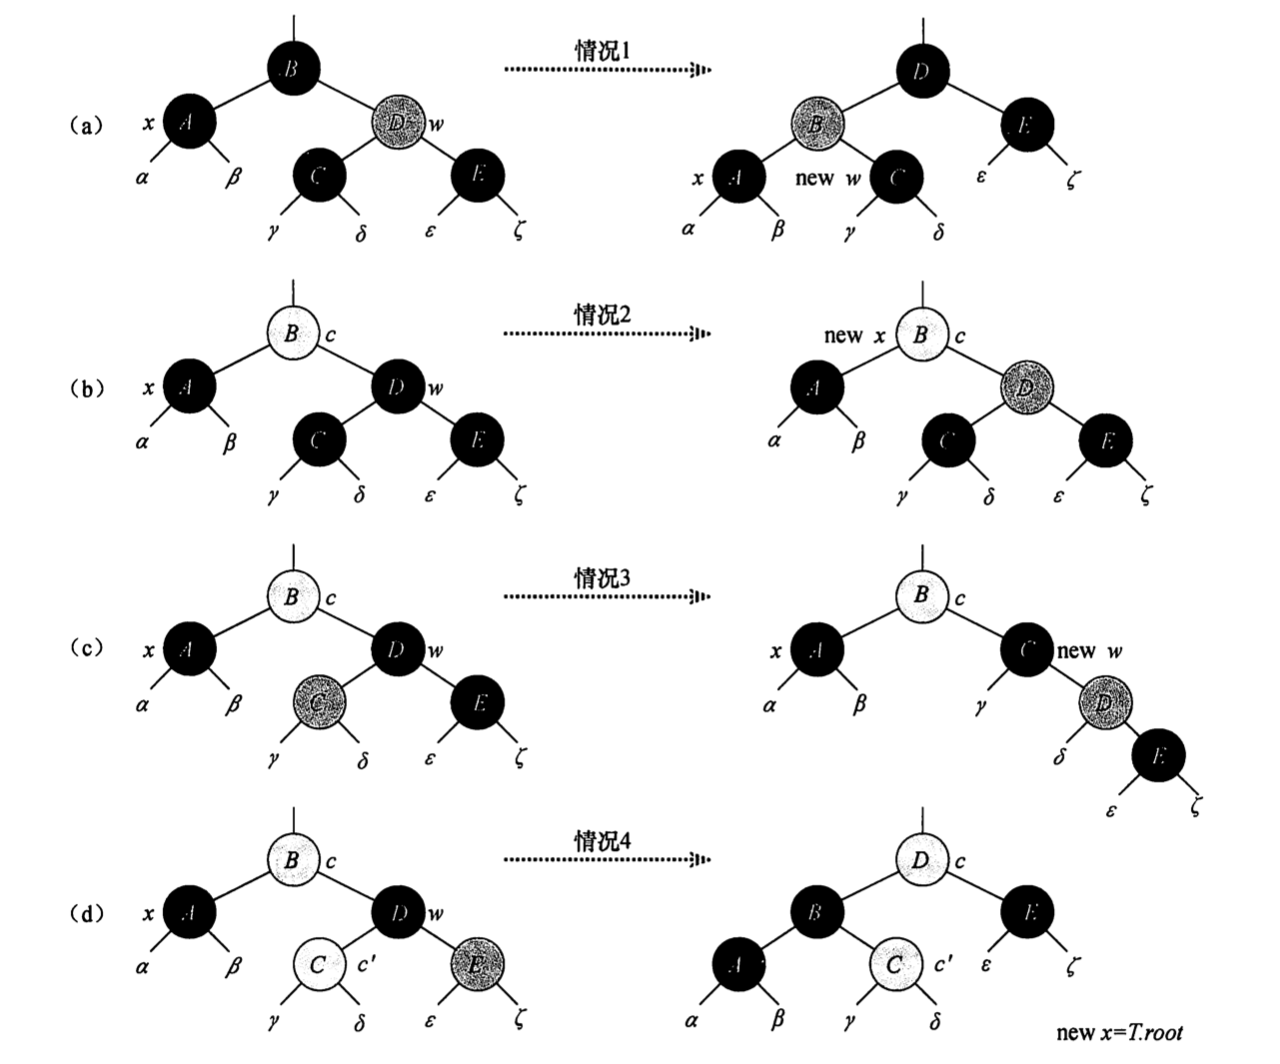 情况1
B
D
(a) x A D w B E
C E x A new w C ε ζ
α β
γ δ ε ζ α β γ δ
情况2
B c new x B c
(b) x A D w A D
α β C E α β C E
γ δ ε ζ γ δ ε ζ
情况3
B c B c
(c) x A D w x A C new w
α β C E α β γ D
γ δ ε ζ δ E
ε ζ
情况4
B c D c
(d) x A D w B E
α β C c' E A C c' ε ζ
γ δ ε ζ α β γ δ
new x=T.root